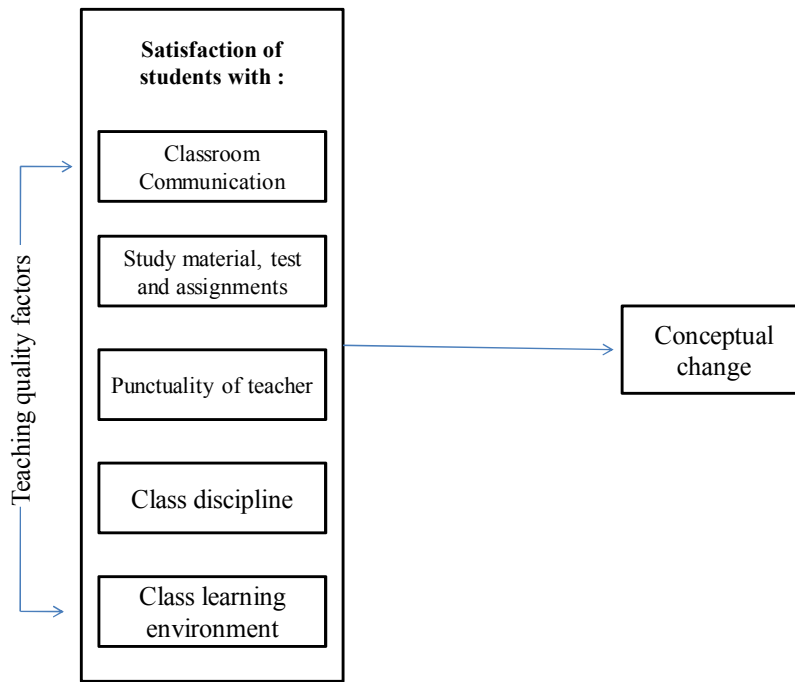 Satisfaction of
students with :
Classroom
Communication
Study material, test
and assignments
Punctuality of teacher
Class discipline
Class learning
environment
Teaching quality factors
Conceptual
change